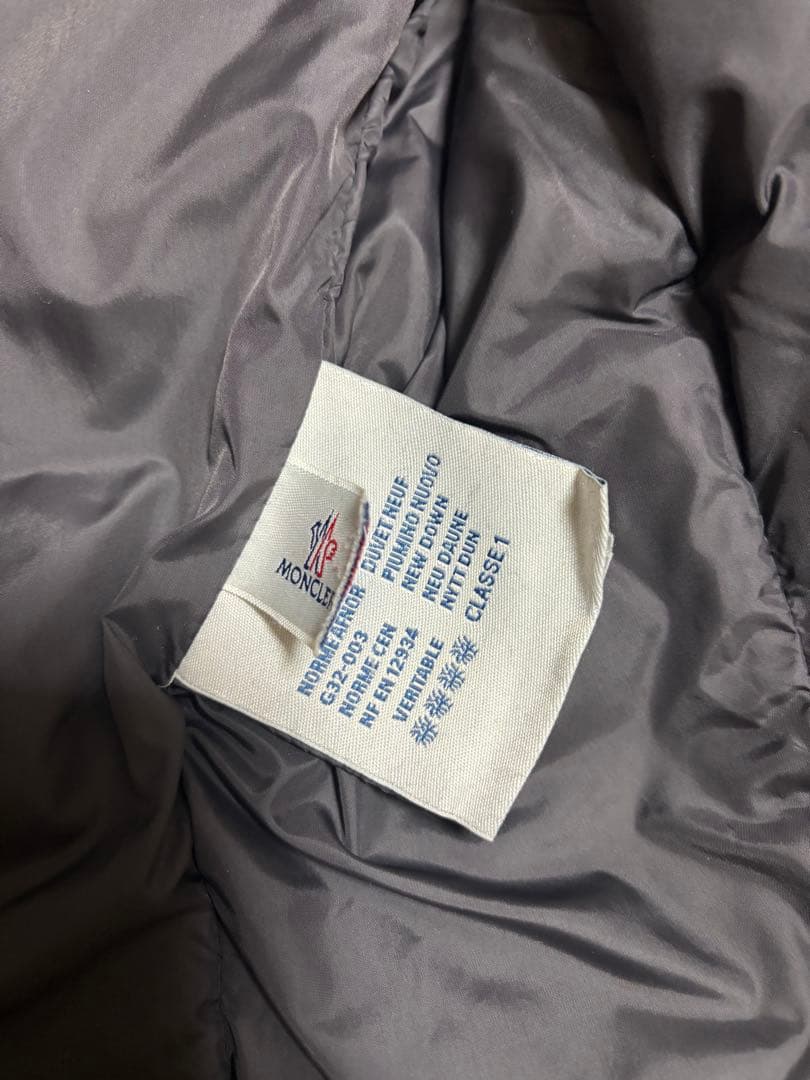 MONCLER
NORME AFNOR
G32-003
NORME CEN
NF EN 12934
VERITABLE
DUVET NEUF
PIUMINO NUOVO
NEW DOWN
NEU DAUNE
NYTT DUN
CLASSE 1